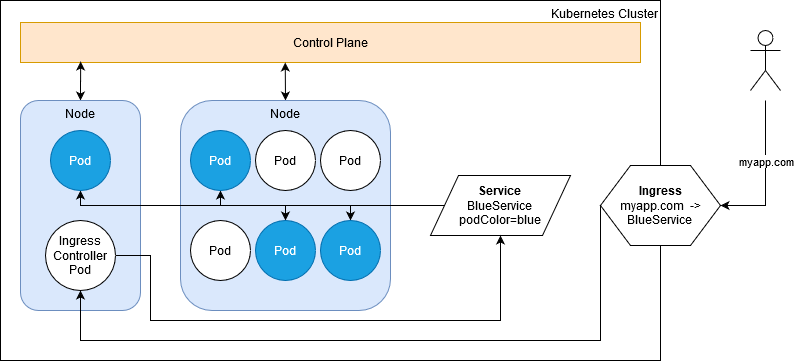 Kubernetes Cluster
Control Plane
Node
Node
Pod
Pod
Pod
Pod
myapp.com
Service
BlueService
podColor=blue
Ingress
myapp.com -> 
BlueService
Ingress
Controller
Pod
Pod
Pod
Pod